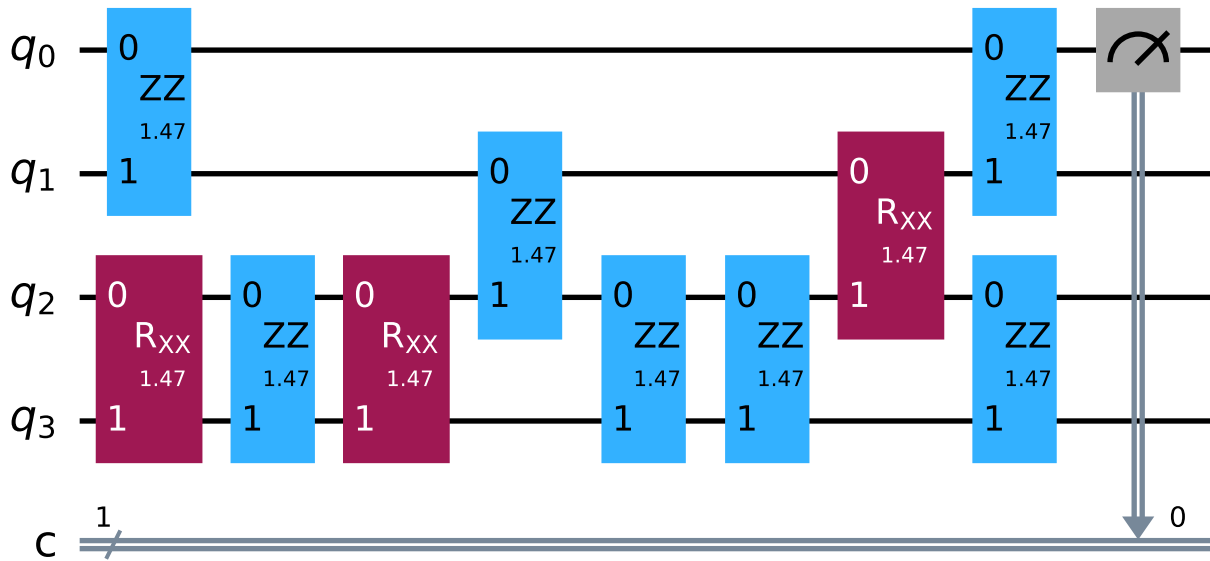 q0 0 ZZ 1.47 1 0 ZZ 1.47 1
q1 0 ZZ 1.47 1 0 RXX 1.47 1
q2 0 RXX 1.47 1 0 ZZ 1.47 1 0 RXX 1.47 1 0 ZZ 1.47 1 0 ZZ 1.47 1 0 ZZ 1.47 1
q3
c 1 0